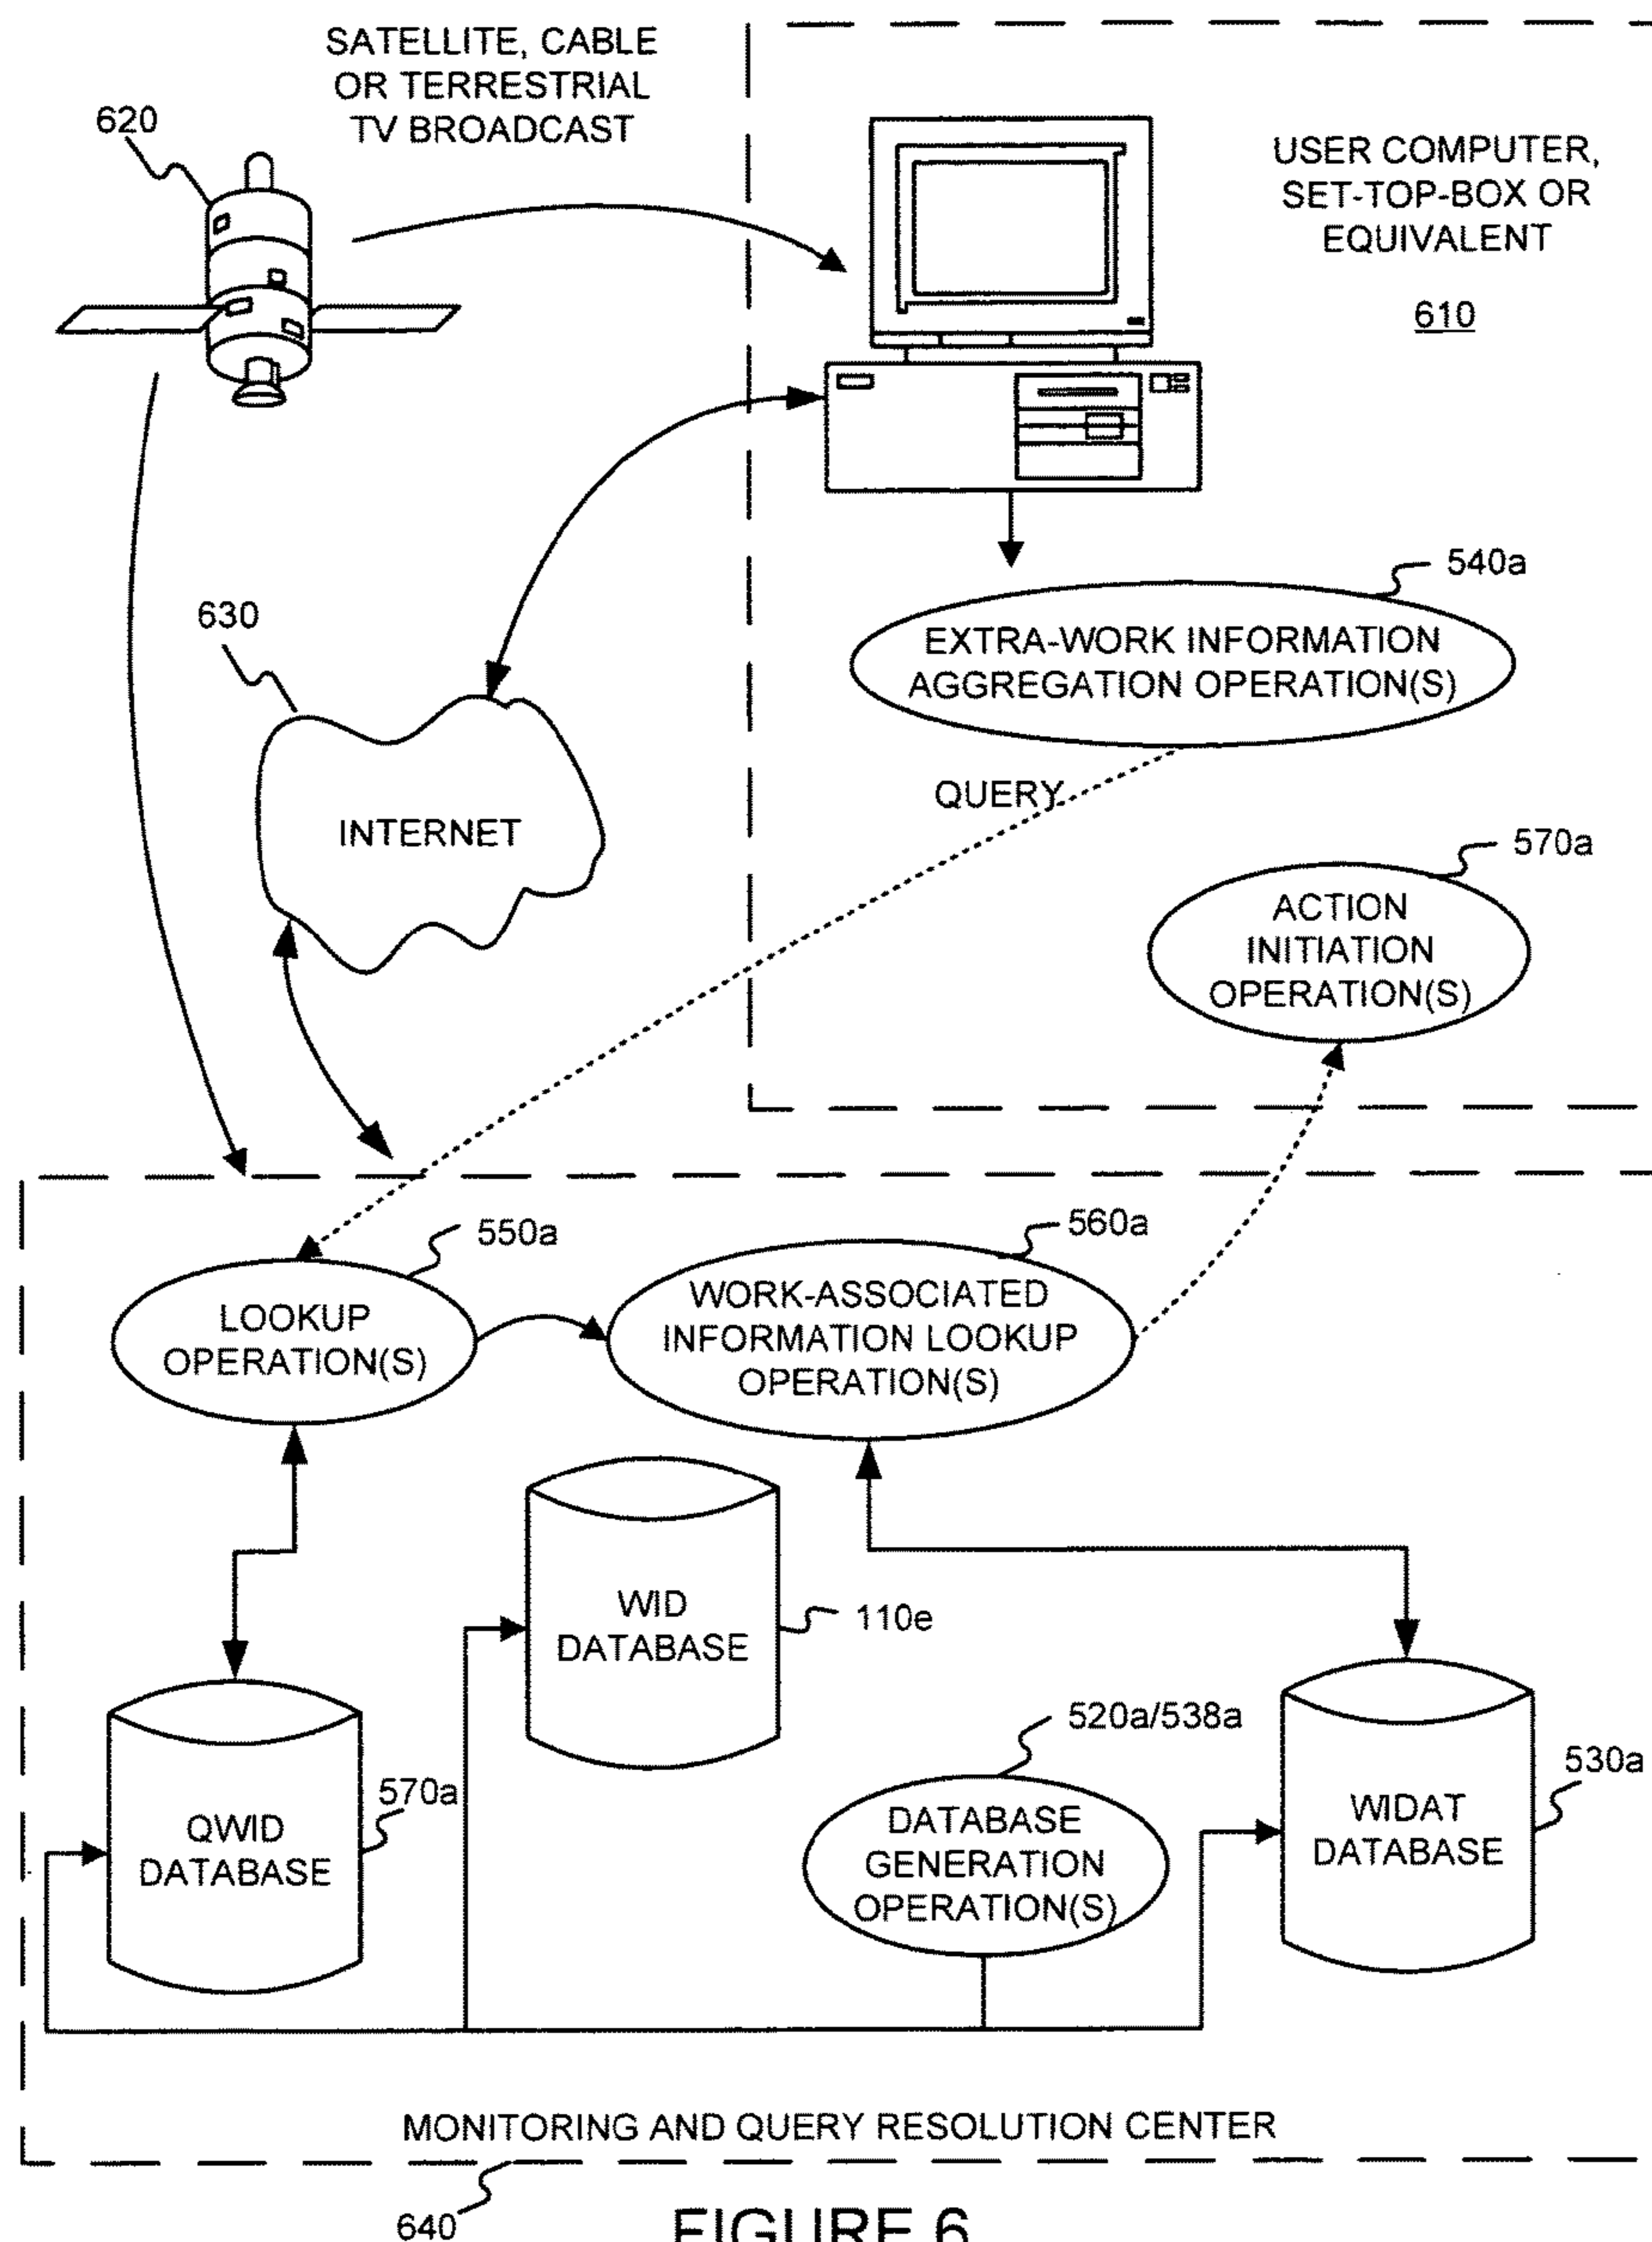 SATELLITE, CABLE
OR TERRESTRIAL
TV BROADCAST
620
USER COMPUTER,
SET-TOP-BOX OR
EQUIVALENT
610
540a
EXTRA-WORK INFORMATION
AGGREGATION OPERATION(S)
630
INTERNET
QUERY
570a
ACTION
INITIATION
OPERATION(S)
550a
LOOKUP
OPERATION(S)
560a
WORK-ASSOCIATED
INFORMATION LOOKUP
OPERATION(S)
WID
DATABASE
110e
520a/538a
530a
570a
QWID
DATABASE
DATABASE
GENERATION
OPERATION(S)
WIDAT
DATABASE
MONITORING AND QUERY RESOLUTION CENTER
640
FIGURE 6